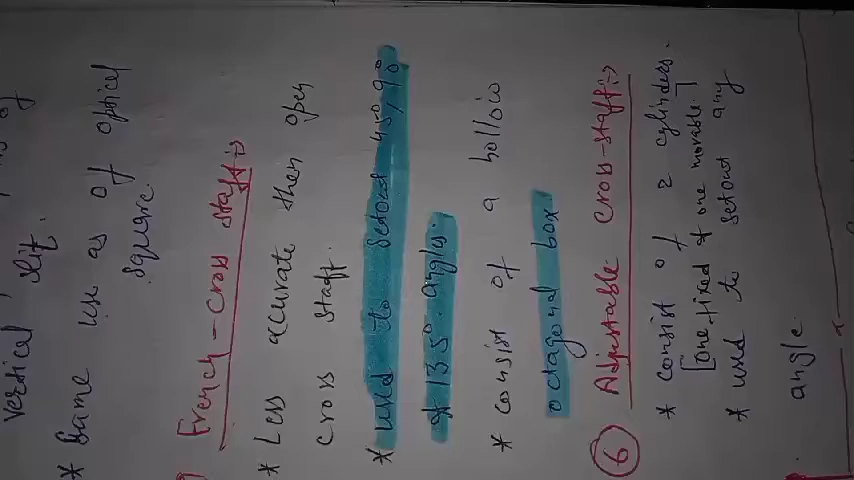 vertical slit.
* Same use as of optical
square.
French-Cross staff:-
* Less accurate then open
cross staff.
* used to setout 45°, 90°
& 135° angles.
* consist of a hollow
octagonal box.
(6) Adjustable cross-staff:-
* consist of 2 cylinders.
[one fixed & one movable.]
* used to setout any
angle.